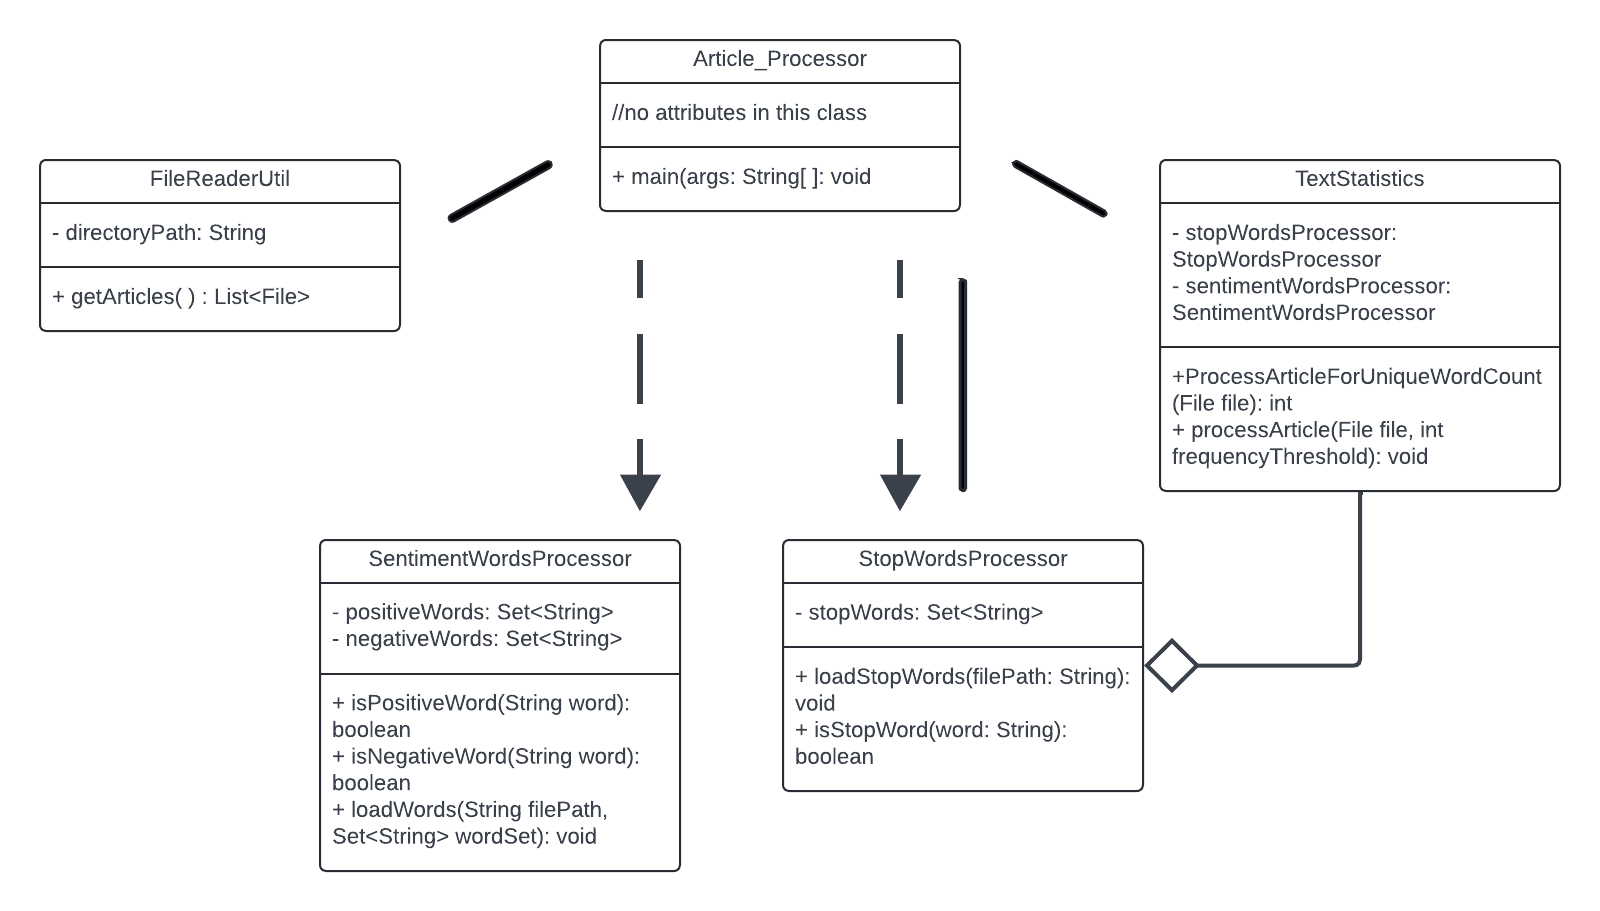 Article_Processor
//no attributes in this class
+ main(args: String[ ]: void
FileReaderUtil
- directoryPath: String
+ getArticles( ) : List<File>
TextStatistics
- stopWordsProcessor:
StopWordsProcessor
- sentimentWordsProcessor:
SentimentWordsProcessor
+ProcessArticleForUniqueWordCount
(File file): int
+ processArticle(File file, int
frequencyThreshold): void
SentimentWordsProcessor
- positiveWords: Set<String>
- negativeWords: Set<String>
+ isPositiveWord(String word):
boolean
+ isNegativeWord(String word):
boolean
+ loadWords(String filePath,
Set<String> wordSet): void
StopWordsProcessor
- stopWords: Set<String>
+ loadStopWords(filePath: String):
void
+ isStopWord(word: String):
boolean